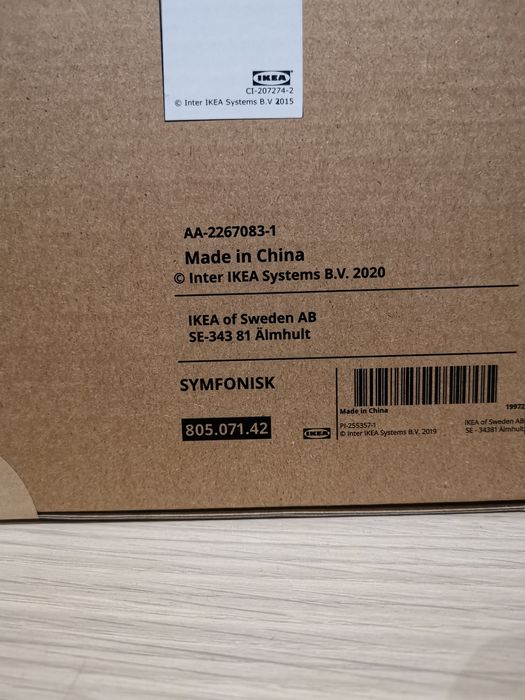 IKEA
CI-207274-2
© Inter IKEA Systems B.V 2015
AA-2267083-1
Made in China
© Inter IKEA Systems B.V. 2020
IKEA of Sweden AB
SE-343 81 Älmhult
SYMFONISK
805.071.42
IKEA
Made in China
19972
PI-255357-1
© Inter IKEA Systems B.V. 2019
IKEA of Sweden AB
SE - 34381 Älmhult